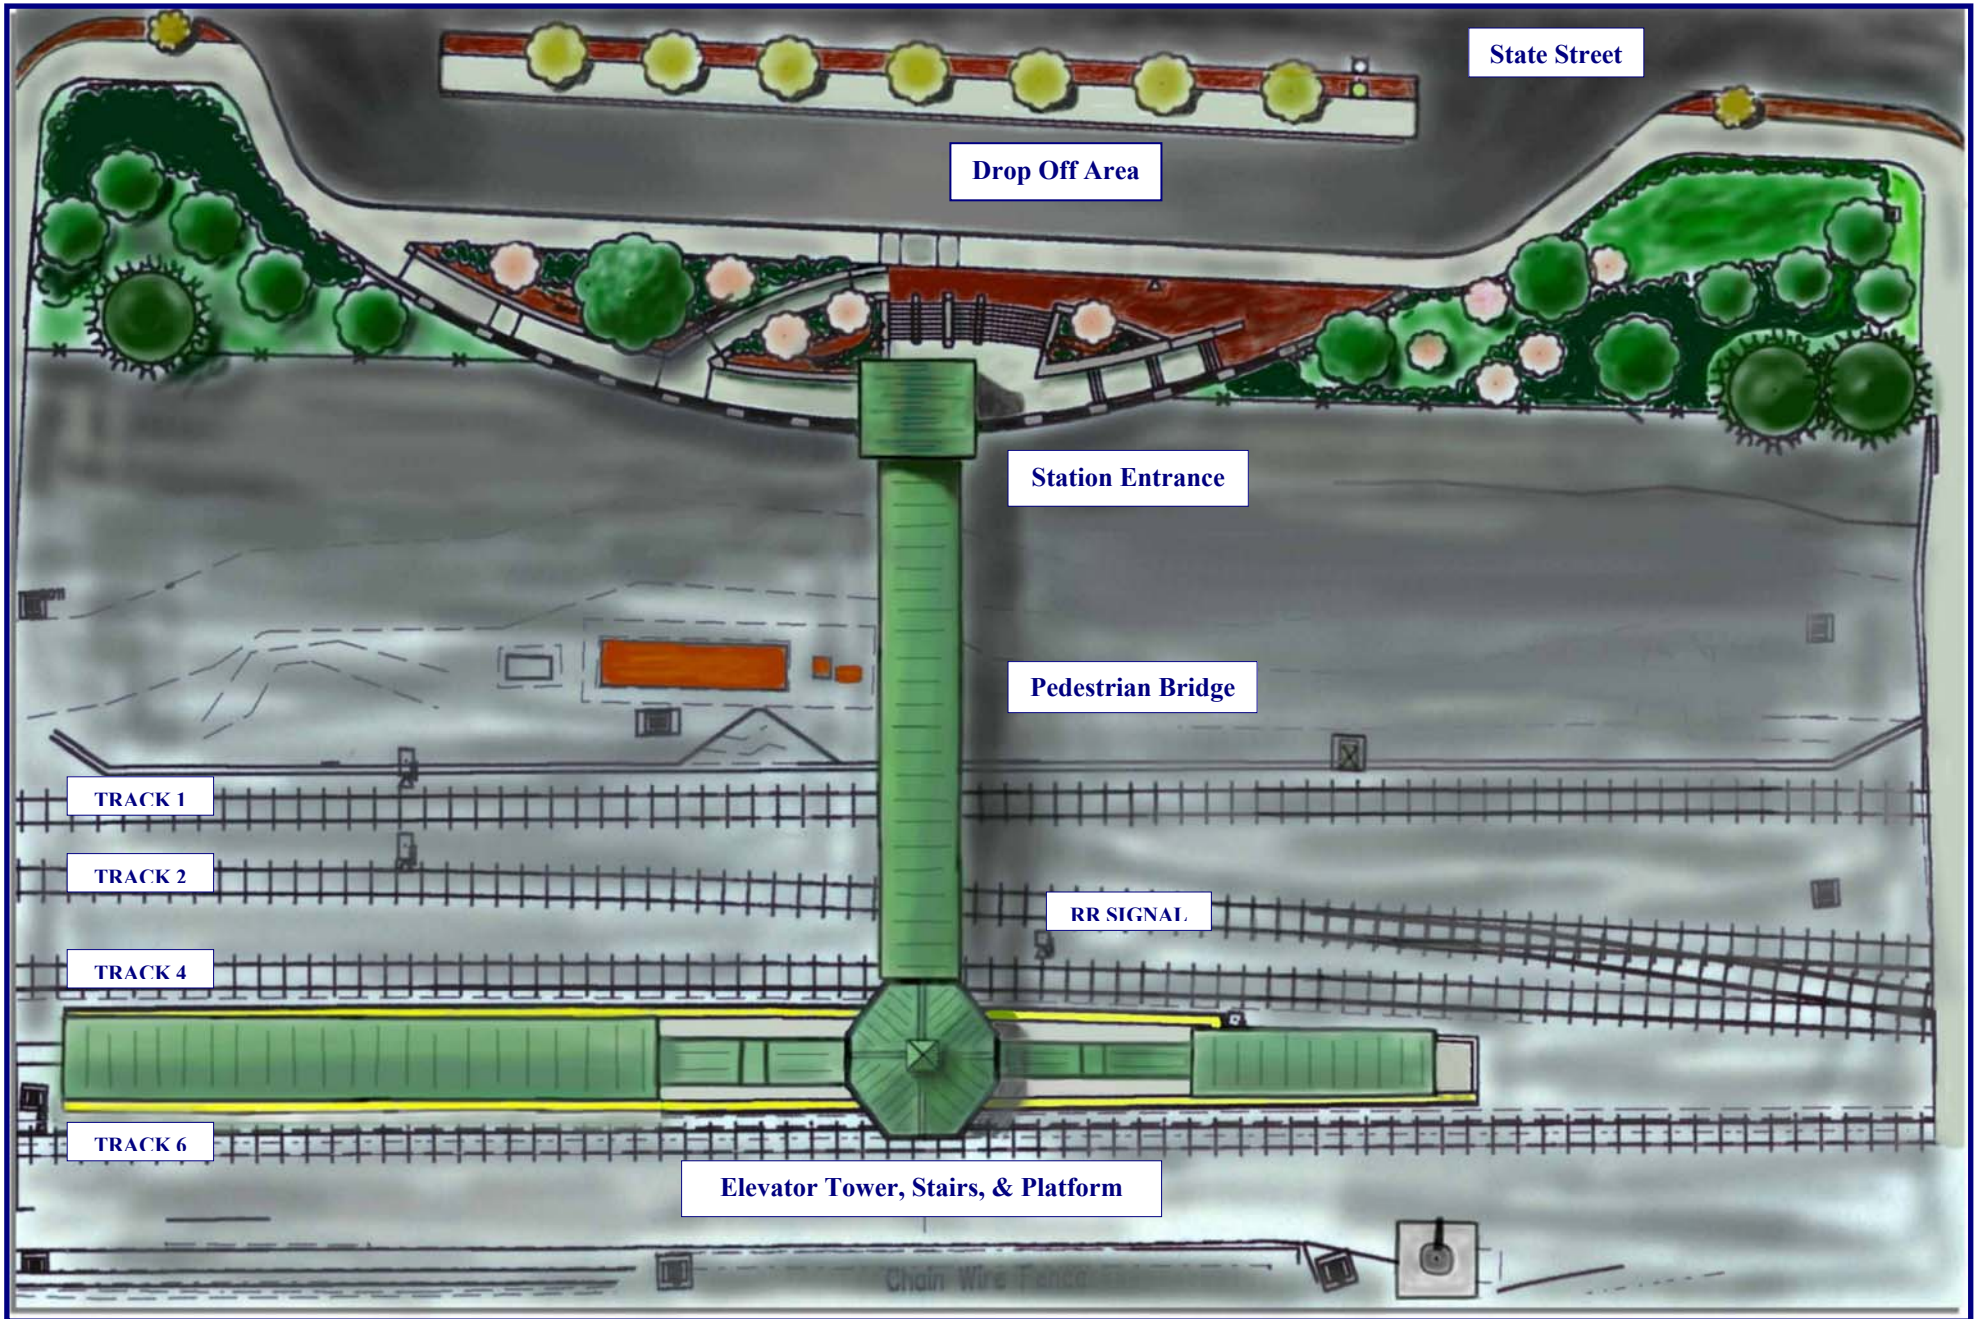 State Street
Drop Off Area
Station Entrance
Pedestrian Bridge
TRACK 1
TRACK 2
RR SIGNAL
TRACK 4
TRACK 6
Elevator Tower, Stairs, & Platform
Chain Wire Fence